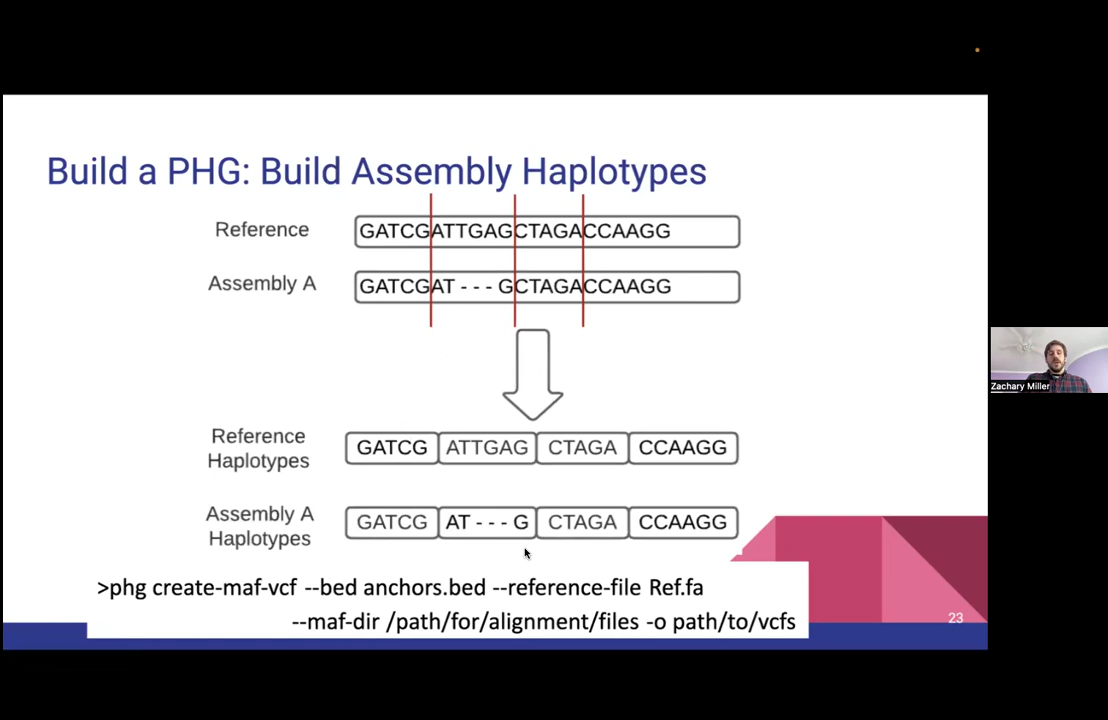 Build a PHG: Build Assembly Haplotypes
Reference
GATCGATTGAGCTAGACCAAGG
Assembly A
GATCGAT - - - GCTAGACCAAGG
Reference
Haplotypes
GATCG ATTGAG CTAGA CCAAGG
Assembly A
Haplotypes
GATCG AT - - - G CTAGA CCAAGG
>phg create-maf-vcf --bed anchors.bed --reference-file Ref.fa
--maf-dir /path/for/alignment/files -o path/to/vcfs
23
Zachary Miller